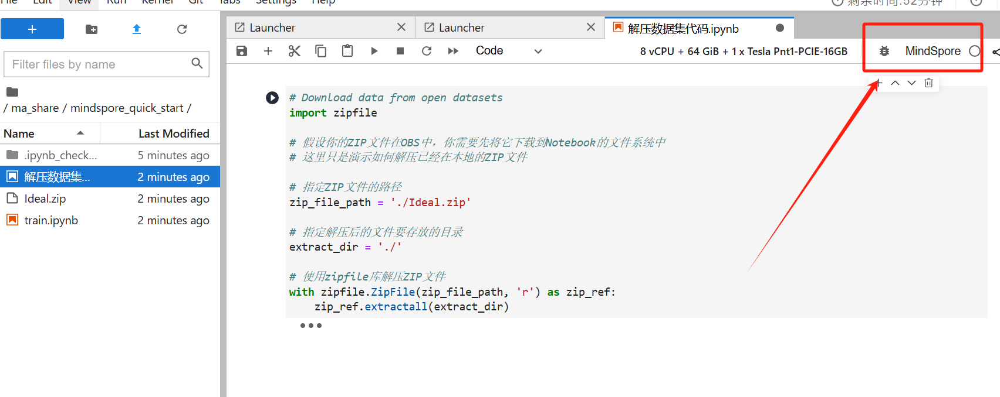 File Edit View Run Kernel Git Tabs Settings Help
剩余时间:52分钟
Launcher
Launcher
解压数据集代码.ipynb
Code
8 vCPU + 64 GiB + 1 x Tesla Pnt1-PCIE-16GB
MindSpore
Filter files by name
/ ma_share / mindspore_quick_start /
Name Last Modified
.ipynb_check... 5 minutes ago
解压数据集... 2 minutes ago
Ideal.zip 2 minutes ago
train.ipynb 2 minutes ago
# Download data from open datasets
import zipfile
# 假设你的ZIP文件在OBS中，你需要先将它下载到Notebook的文件系统中
# 这里只是演示如何解压已经在本地的ZIP文件
# 指定ZIP文件的路径
zip_file_path = './Ideal.zip'
# 指定解压后的文件要存放的目录
extract_dir = './'
# 使用zipfile库解压ZIP文件
with zipfile.ZipFile(zip_file_path, 'r') as zip_ref:
    zip_ref.extractall(extract_dir)